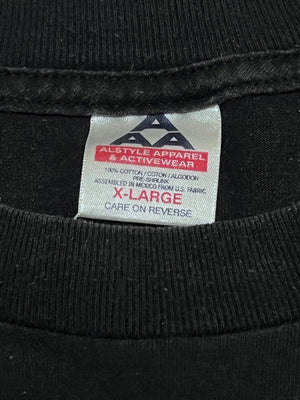 AAA
ALSTYLE APPAREL
& ACTIVEWEAR
100% COTTON / COTON / ALGODON
PRE-SHRUNK
ASSEMBLED IN MEXICO FROM U.S. FABRIC
X-LARGE
CARE ON REVERSE